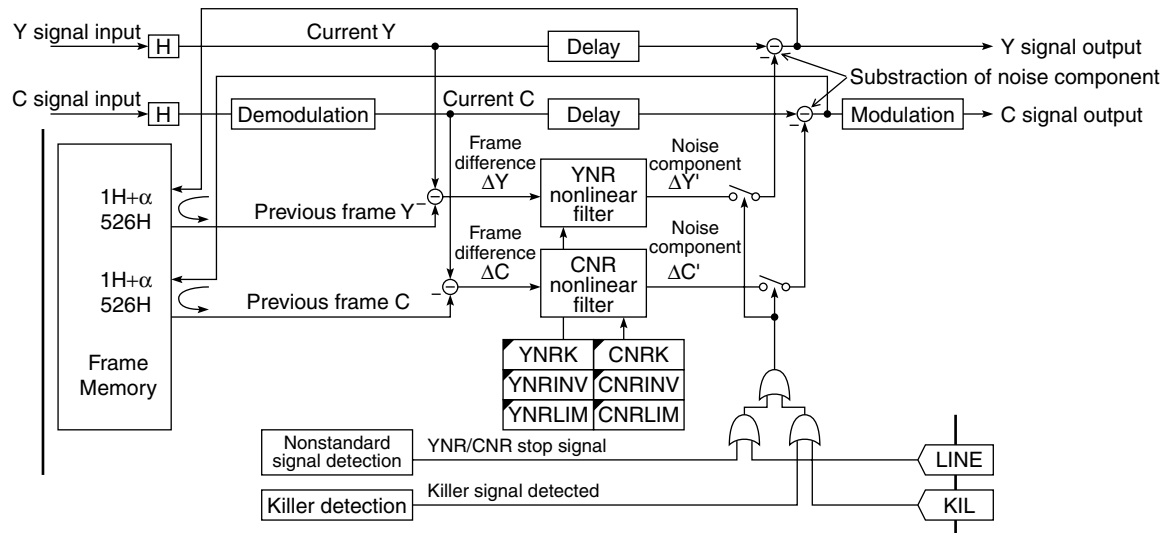 Y signal input
H
Current Y
Delay
−
−
Y signal output
Substraction of noise component
C signal input
H
Demodulation
Current C
Delay
−
−
Modulation
C signal output
Frame
difference
ΔY
YNR
nonlinear
filter
Noise
component
ΔY'
1H+α
526H
Previous frame Y
−
−
Frame
difference
ΔC
CNR
nonlinear
filter
Noise
component
ΔC'
1H+α
526H
Previous frame C
−
−
Frame
Memory
YNRK CNRK
YNRINV CNRINV
YNRLIM CNRLIM
Nonstandard
signal detection
YNR/CNR stop signal
LINE
Killer detection
Killer signal detected
KIL